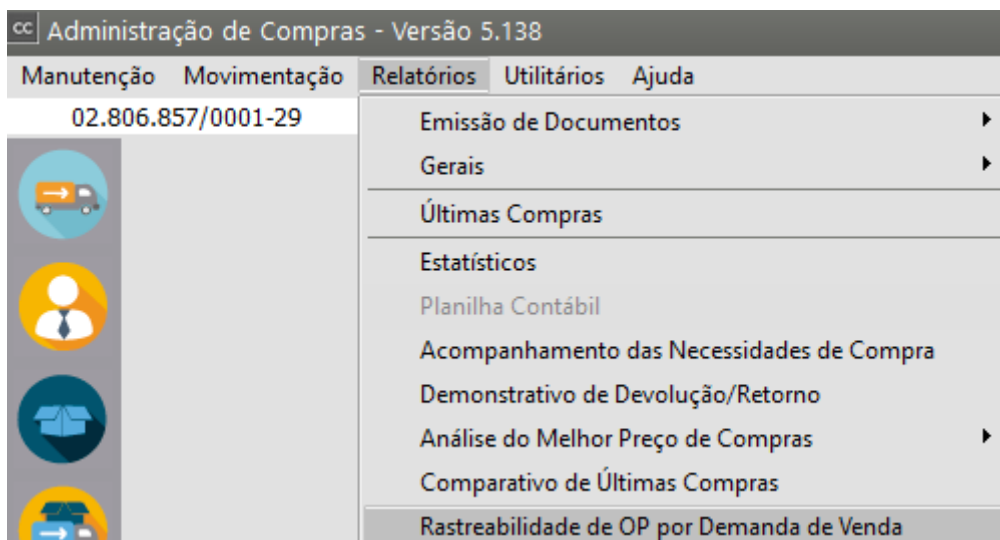 cc Administração de Compras - Versão 5.138
Manutenção Movimentação Relatórios Utilitários Ajuda
02.806.857/0001-29
Emissão de Documentos
Gerais
Últimas Compras
Estatísticos
Planilha Contábil
Acompanhamento das Necessidades de Compra
Demonstrativo de Devolução/Retorno
Análise do Melhor Preço de Compras
Comparativo de Últimas Compras
Rastreabilidade de OP por Demanda de Venda